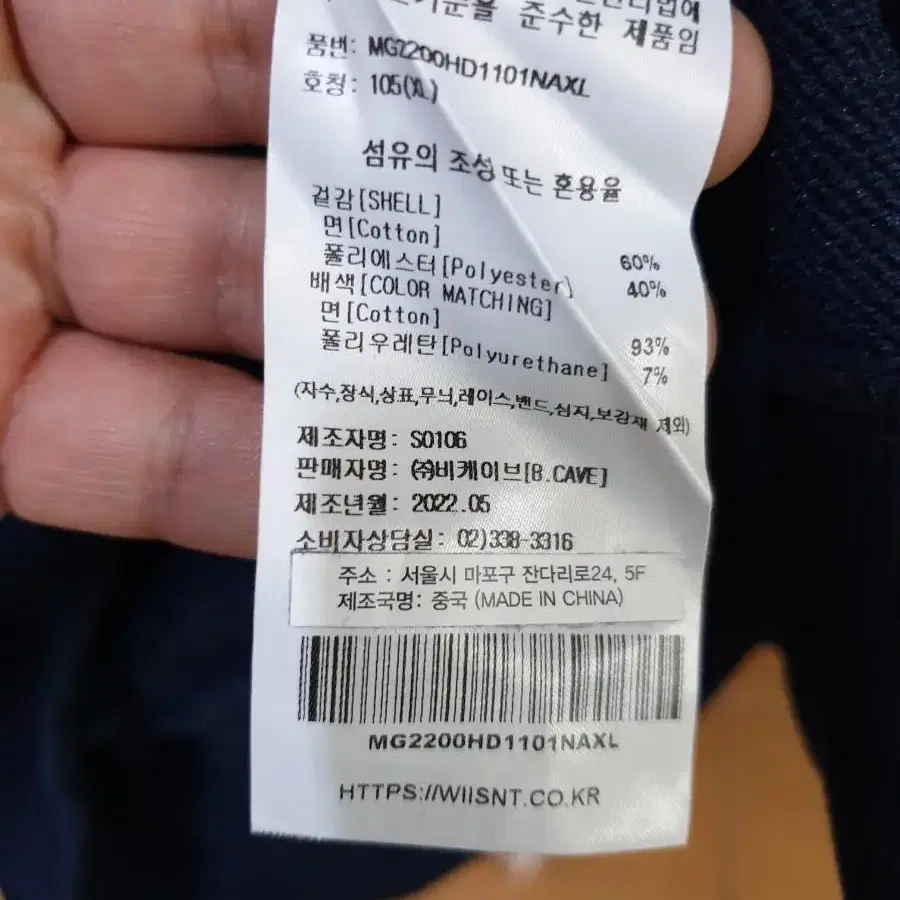 준수한 제품임
품번: MG2200HD1101NAXL
호칭: 105(XL)
섬유의 조성 또는 혼용율
겉감[SHELL]
면[Cotton] 60%
폴리에스터[Polyester] 40%
배색[COLOR MATCHING]
면[Cotton] 93%
폴리우레탄[Polyurethane] 7%
(자수,장식,상표,무늬,레이스,밴드,심지,보강재 제외)
제조자명: S0106
판매자명: ㈜비케이브[B.CAVE]
제조년월: 2022.05
소비자상담실: 02)338-3316
주소 : 서울시 마포구 잔다리로24, 5F
제조국명: 중국 (MADE IN CHINA)
MG2200HD1101NAXL
HTTPS://WIISNT.CO.KR